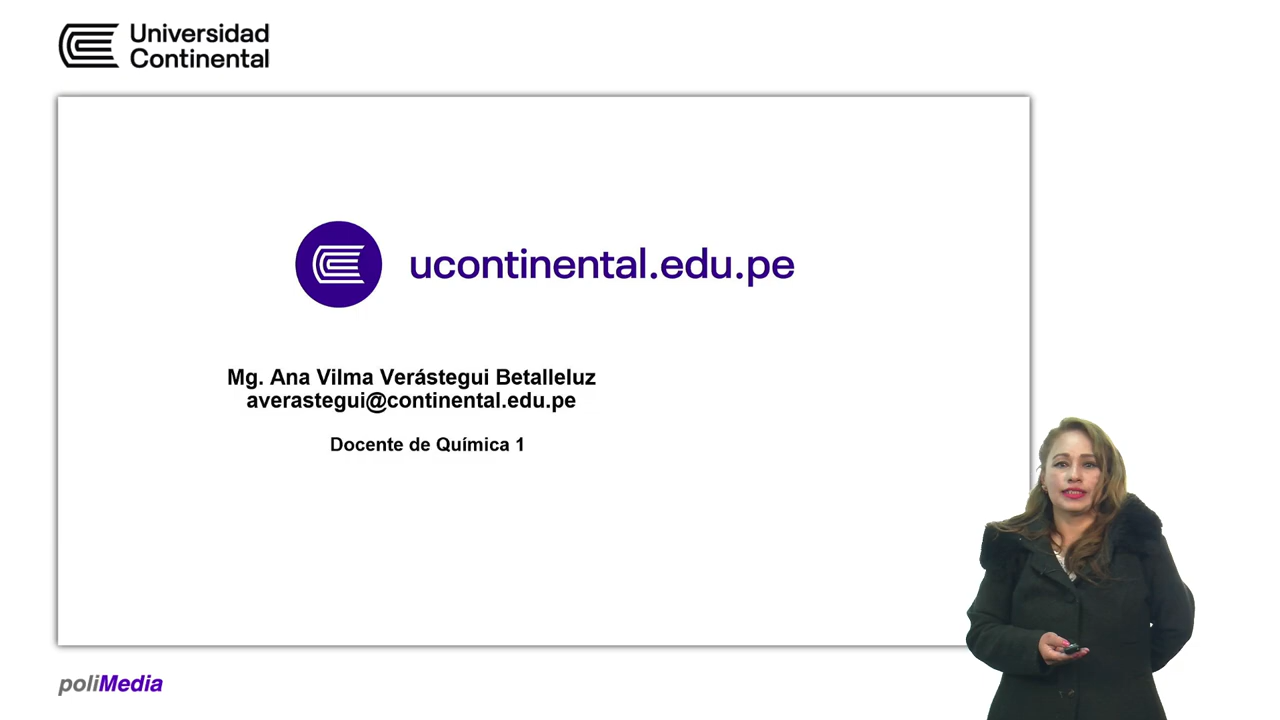 Universidad
Continental
ucontinental.edu.pe
Mg. Ana Vilma Verástegui Betalleluz
averastegui@continental.edu.pe
Docente de Química 1
poliMedia